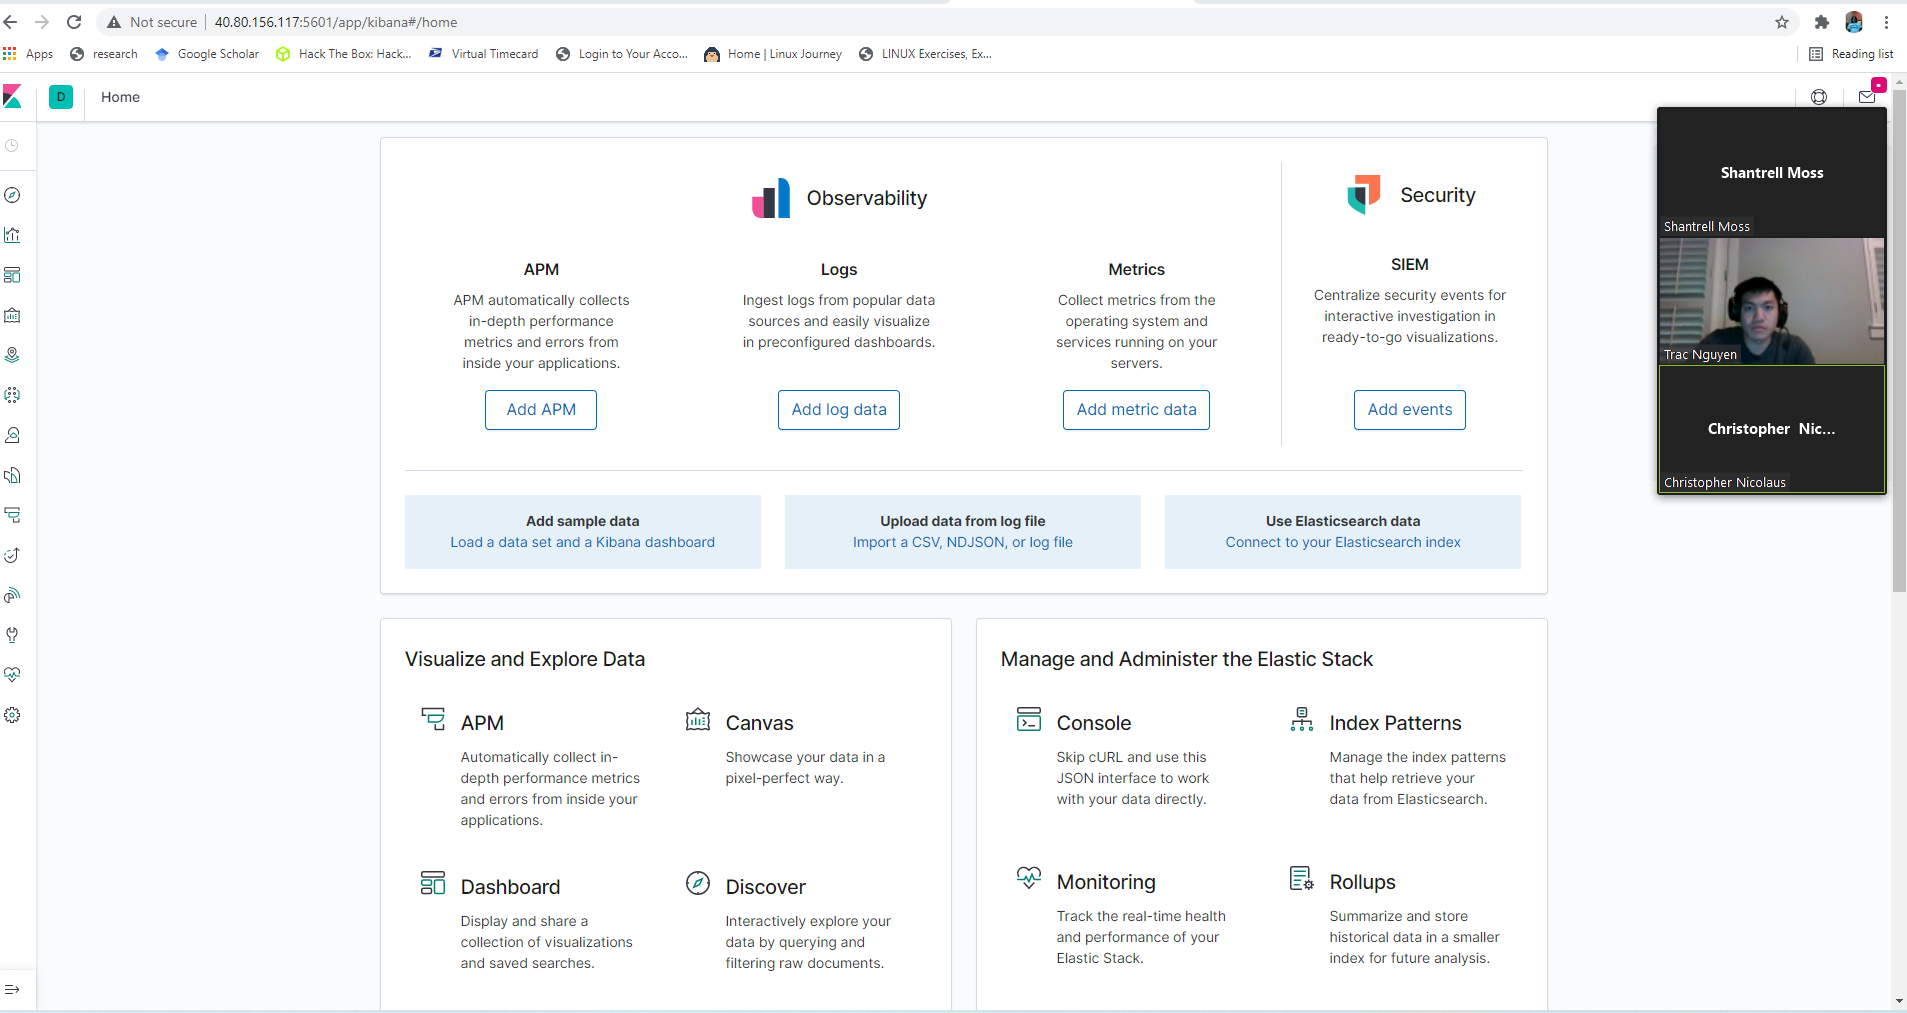 Not secure
40.80.156.117:5601/app/kibana#/home
Apps
research
Google Scholar
Hack The Box: Hack...
Virtual Timecard
Login to Your Acco...
Home | Linux Journey
LINUX Exercises, Ex...
Reading list
D
Home
Observability
APM
APM automatically collects
in-depth performance
metrics and errors from
inside your applications.
Add APM
Logs
Ingest logs from popular data
sources and easily visualize
in preconfigured dashboards.
Add log data
Metrics
Collect metrics from the
operating system and
services running on your
servers.
Add metric data
Security
SIEM
Centralize security events for
interactive investigation in
ready-to-go visualizations.
Add events
Shantrell Moss
Shantrell Moss
Trac Nguyen
Christopher Nic...
Christopher Nicolaus
Add sample data
Load a data set and a Kibana dashboard
Upload data from log file
Import a CSV, NDJSON, or log file
Use Elasticsearch data
Connect to your Elasticsearch index
Visualize and Explore Data
APM
Automatically collect in-
depth performance metrics
and errors from inside your
applications.
Canvas
Showcase your data in a
pixel-perfect way.
Dashboard
Display and share a
collection of visualizations
and saved searches.
Discover
Interactively explore your
data by querying and
filtering raw documents.
Manage and Administer the Elastic Stack
Console
Skip cURL and use this
JSON interface to work
with your data directly.
Index Patterns
Manage the index patterns
that help retrieve your
data from Elasticsearch.
Monitoring
Track the real-time health
and performance of your
Elastic Stack.
Rollups
Summarize and store
historical data in a smaller
index for future analysis.